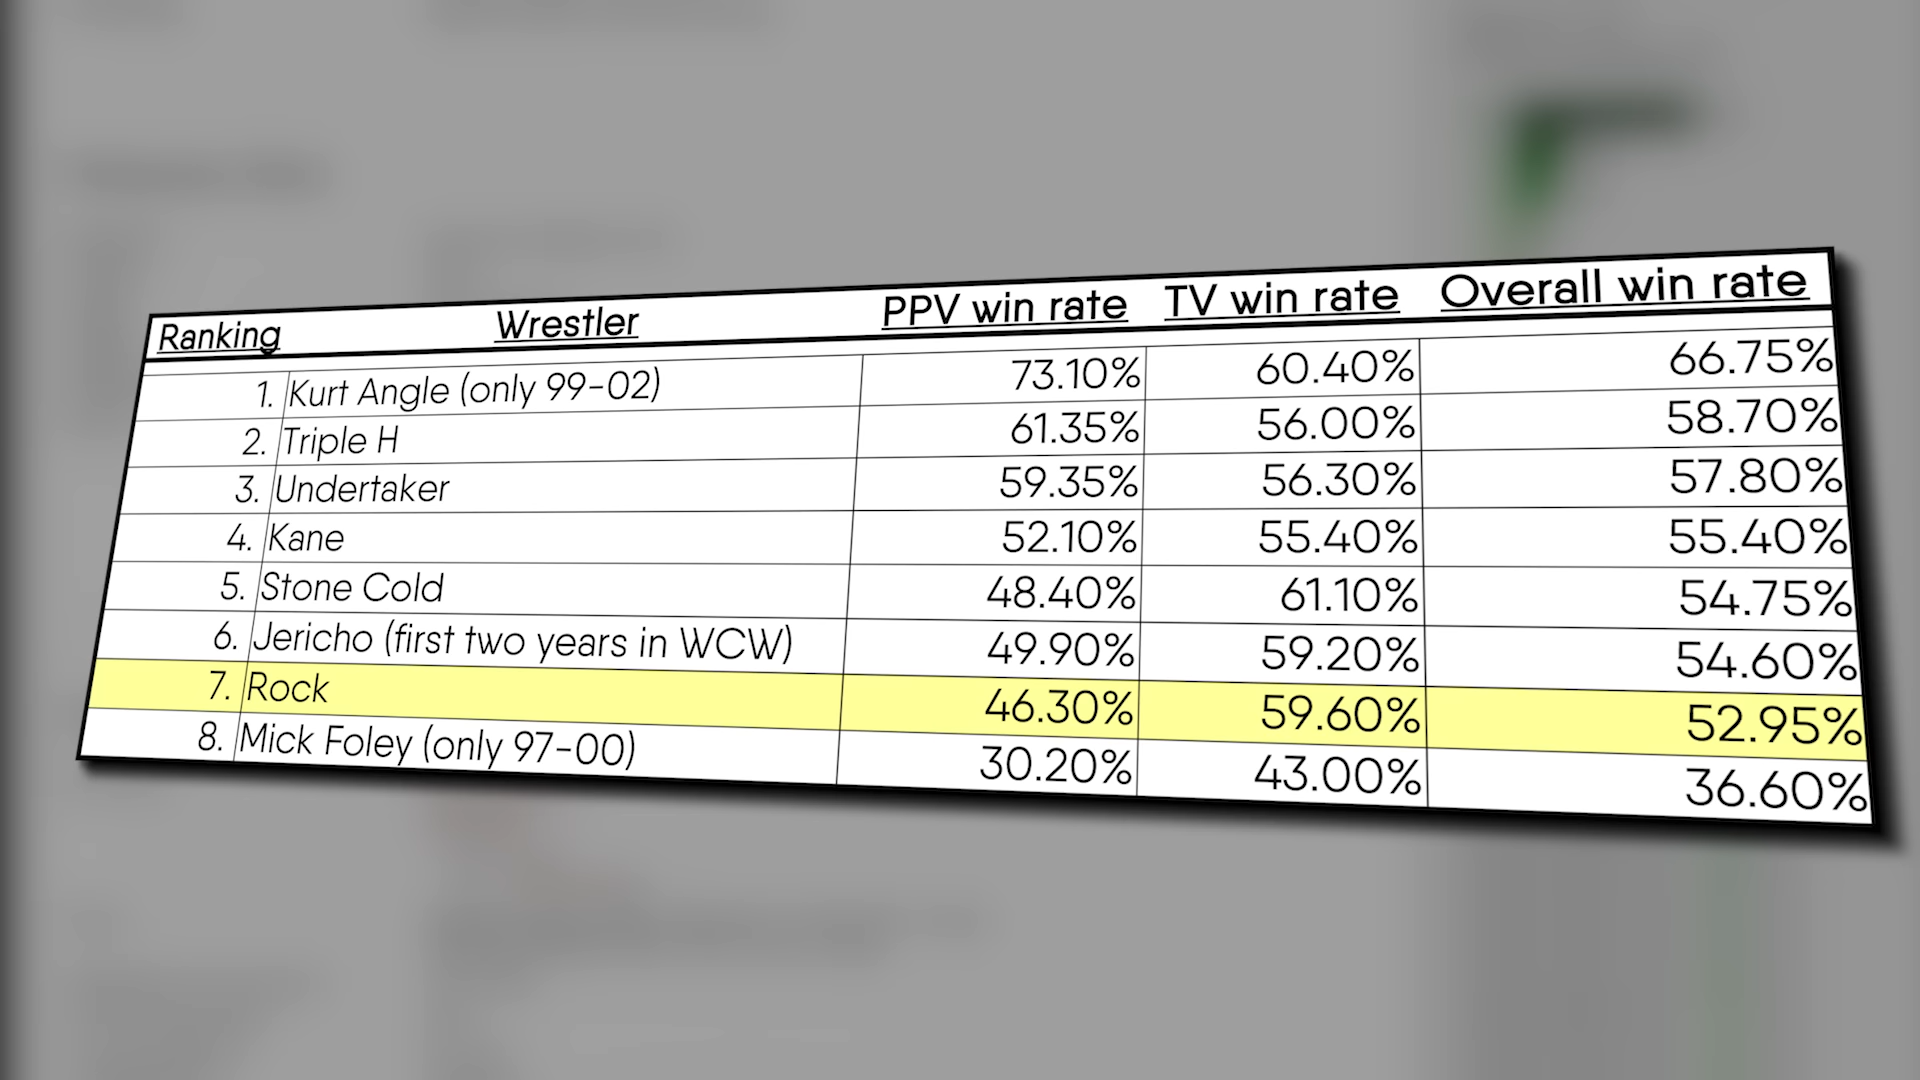 Ranking Wrestler PPV win rate TV win rate Overall win rate
1. Kurt Angle (only 99-02) 73.10% 60.40% 66.75%
2. Triple H 61.35% 56.00% 58.70%
3. Undertaker 59.35% 56.30% 57.80%
4. Kane 52.10% 55.40% 55.40%
5. Stone Cold 48.40% 61.10% 54.75%
6. Jericho (first two years in WCW) 49.90% 59.20% 54.60%
7. Rock 46.30% 59.60% 52.95%
8. Mick Foley (only 97-00) 30.20% 43.00% 36.60%